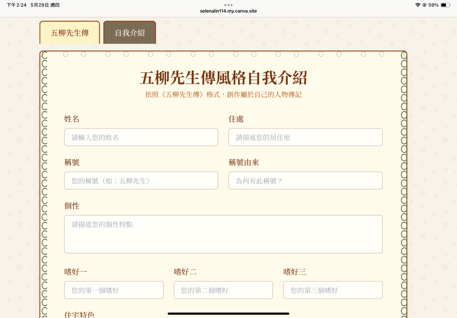 下午2:24 5月29日 週四
59%
selenalin114.my.canva.site
五柳先生傳 自我介紹
五柳先生傳風格自我介紹
依照《五柳先生傳》格式，創作屬於自己的人物傳記
姓名 住處
請輸入您的姓名 請描述您的居住地
稱號 稱號由來
您的稱號（如：五柳先生） 為何有此稱號？
個性
請描述您的個性特點
嗜好一 嗜好二 嗜好三
您的第一個嗜好 您的第二個嗜好 您的第三個嗜好
住宅特色